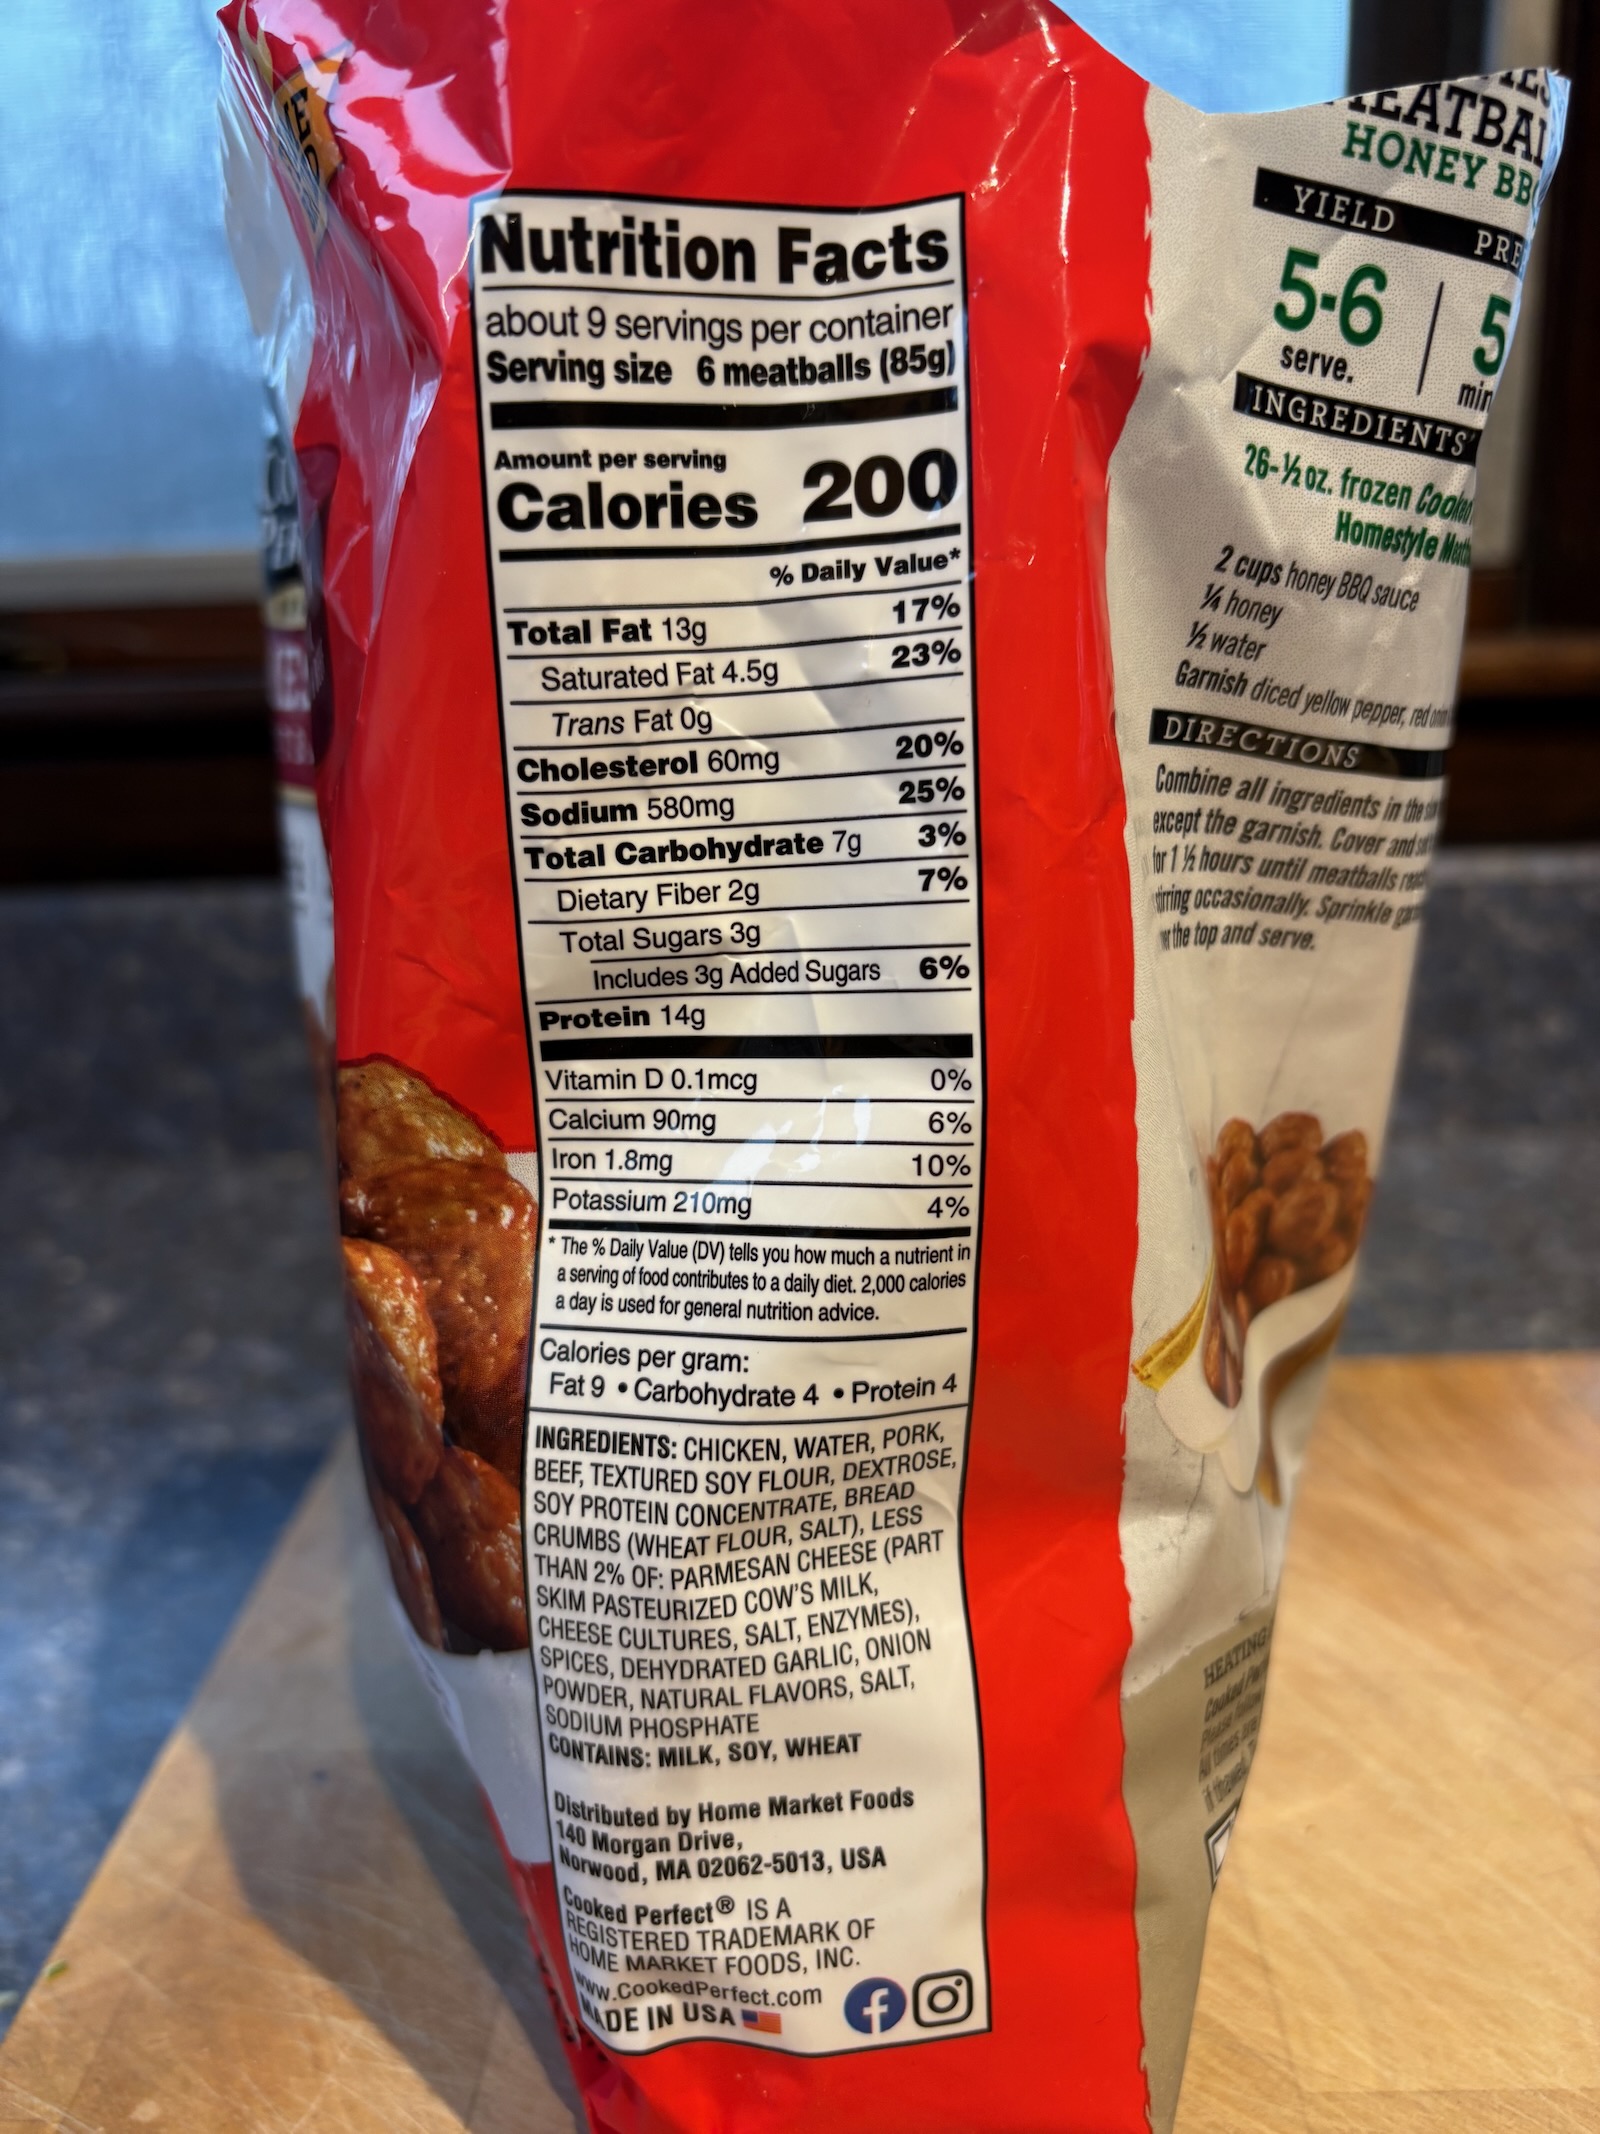 Nutrition Facts
about 9 servings per container
Serving size 6 meatballs (85g)
Amount per serving
Calories 200
% Daily Value*
Total Fat 13g 17%
Saturated Fat 4.5g 23%
Trans Fat 0g
Cholesterol 60mg 20%
Sodium 580mg 25%
Total Carbohydrate 7g 3%
Dietary Fiber 2g 7%
Total Sugars 3g
Includes 3g Added Sugars 6%
Protein 14g
Vitamin D 0.1mcg 0%
Calcium 90mg 6%
Iron 1.8mg 10%
Potassium 210mg 4%
* The % Daily Value (DV) tells you how much a nutrient in
a serving of food contributes to a daily diet. 2,000 calories
a day is used for general nutrition advice.
Calories per gram:
Fat 9 • Carbohydrate 4 • Protein 4
INGREDIENTS: CHICKEN, WATER, PORK,
BEEF, TEXTURED SOY FLOUR, DEXTROSE,
SOY PROTEIN CONCENTRATE, BREAD
CRUMBS (WHEAT FLOUR, SALT), LESS
THAN 2% OF: PARMESAN CHEESE (PART
SKIM PASTEURIZED COW'S MILK,
CHEESE CULTURES, SALT, ENZYMES),
SPICES, DEHYDRATED GARLIC, ONION
POWDER, NATURAL FLAVORS, SALT,
SODIUM PHOSPHATE
CONTAINS: MILK, SOY, WHEAT
Distributed by Home Market Foods
140 Morgan Drive,
Norwood, MA 02062-5013, USA
Cooked Perfect® IS A
REGISTERED TRADEMARK OF
HOME MARKET FOODS, INC.
www.CookedPerfect.com
MADE IN USA
HONEY BB
YIELD
5-6 5
serve. min
INGREDIENTS
26-½ oz. frozen
Homestyle
2 cups honey BBQ sauce
¼ honey
½ water
Garnish diced yellow pepper, red
DIRECTIONS
Combine all ingredients in the
except the garnish. Cover and
for 1 ½ hours until meatballs
stirring occasionally. Sprinkle
the top and serve.
HEATING